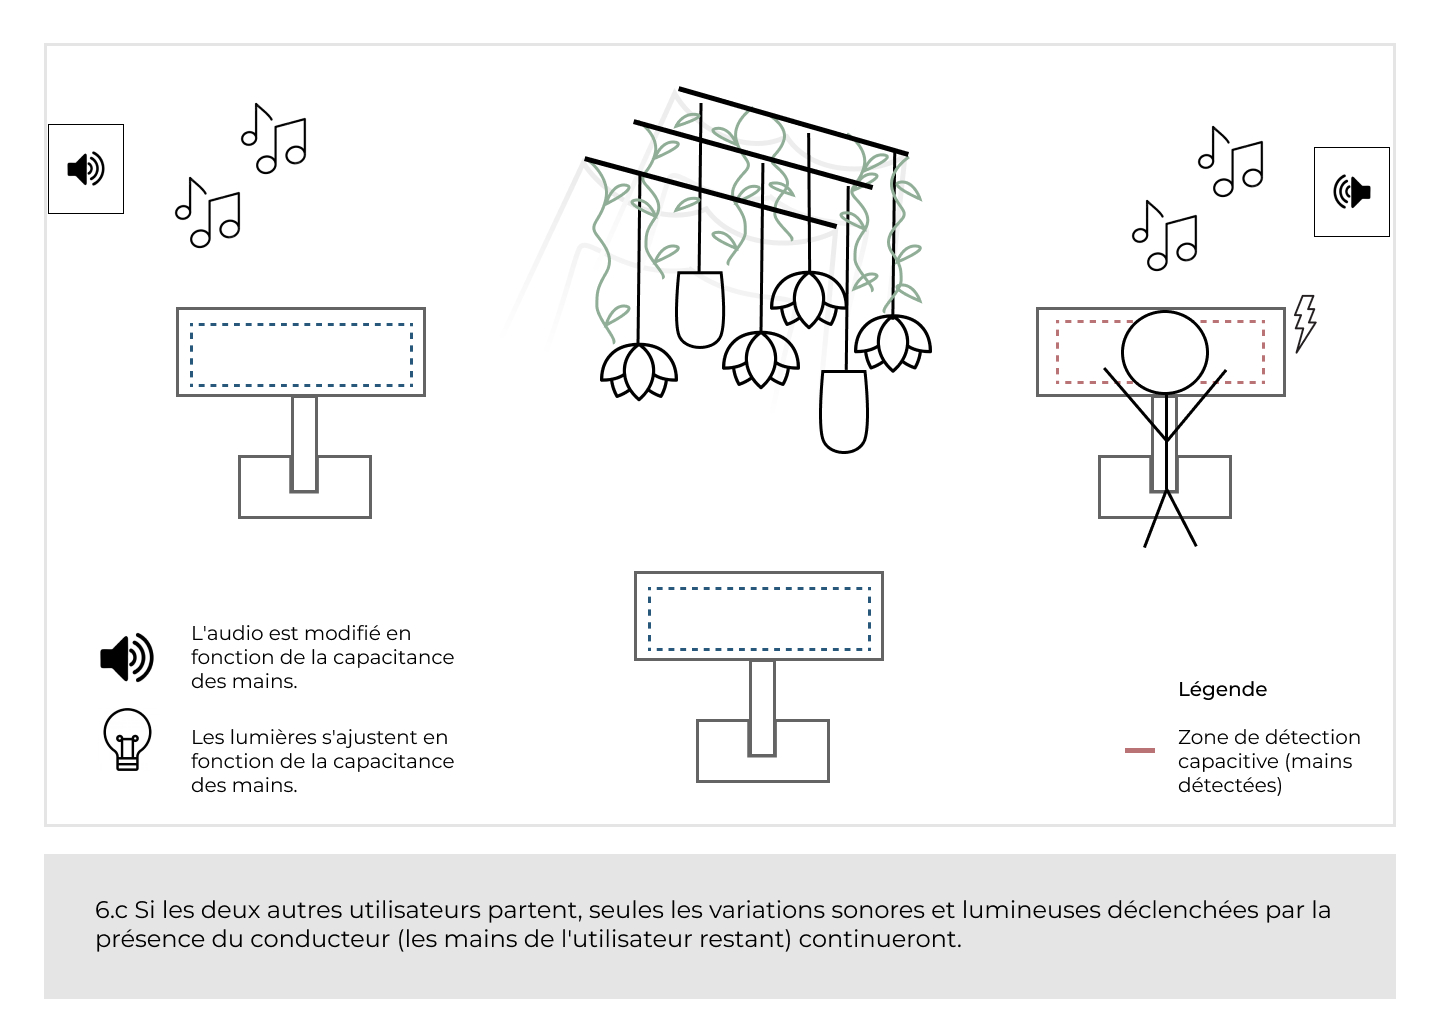 L'audio est modifié en
fonction de la capacitance
des mains.
Les lumières s'ajustent en
fonction de la capacitance
des mains.
Légende
Zone de détection
capacitive (mains
détectées)
6.c Si les deux autres utilisateurs partent, seules les variations sonores et lumineuses déclenchées par la
présence du conducteur (les mains de l'utilisateur restant) continueront.